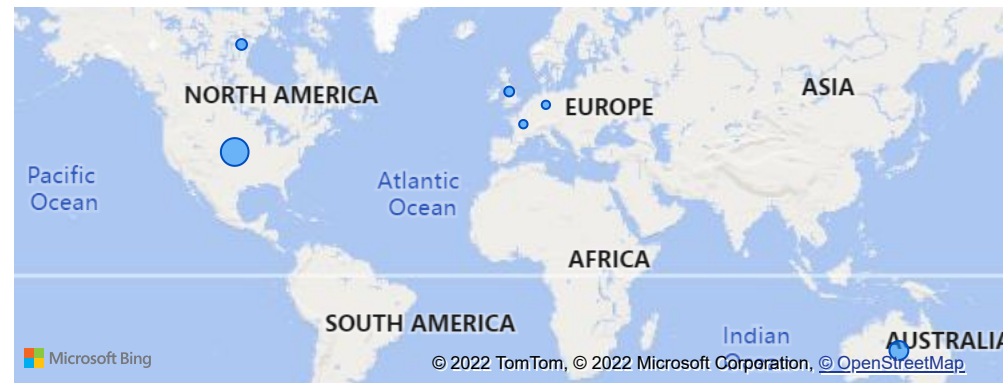 NORTH AMERICA
ASIA
EUROPE
Pacific
Ocean
Atlantic
Ocean
AFRICA
SOUTH AMERICA
Indian
AUSTRALIA
Microsoft Bing
© 2022 TomTom, © 2022 Microsoft Corporation, © OpenStreetMap